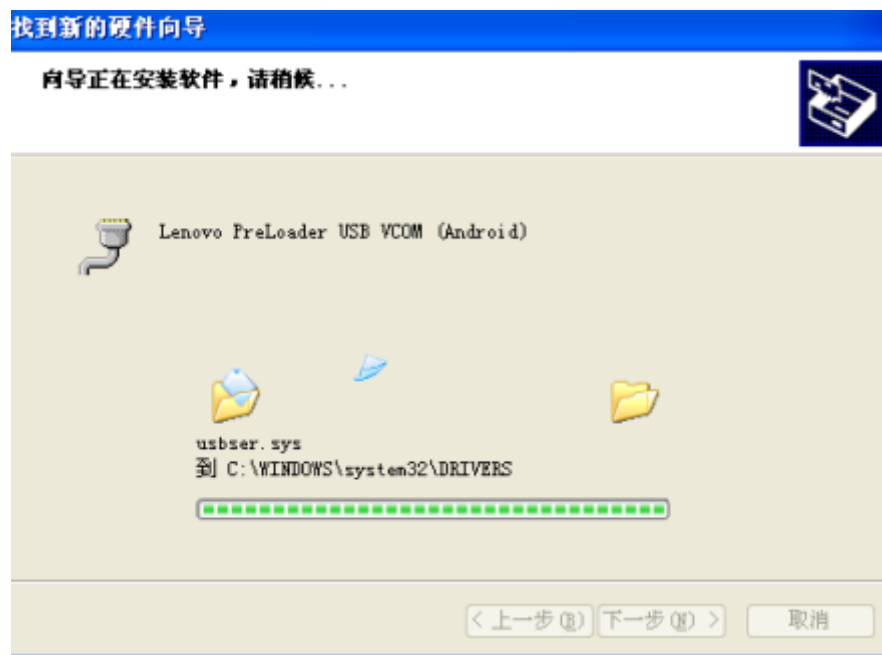 找到新的硬件向导
向导正在安装软件，请稍候...
Lenovo PreLoader USB VCOM (Android)
usbser.sys
到 C:\WINDOWS\system32\DRIVERS
< 上一步(B) 下一步(N) > 取消